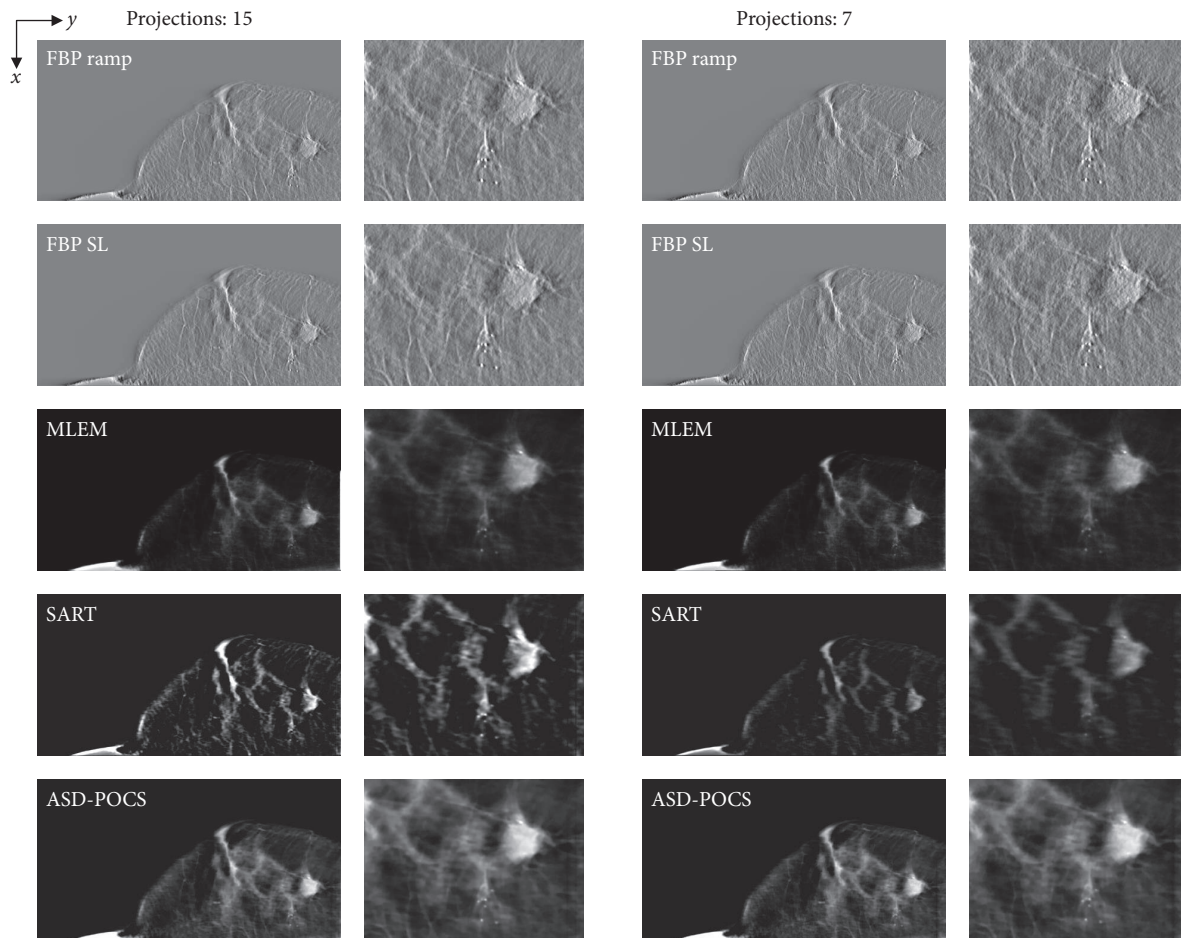 y
x
Projections: 15
Projections: 7
FBP ramp
FBP ramp
FBP SL
FBP SL
MLEM
MLEM
SART
SART
ASD-POCS
ASD-POCS